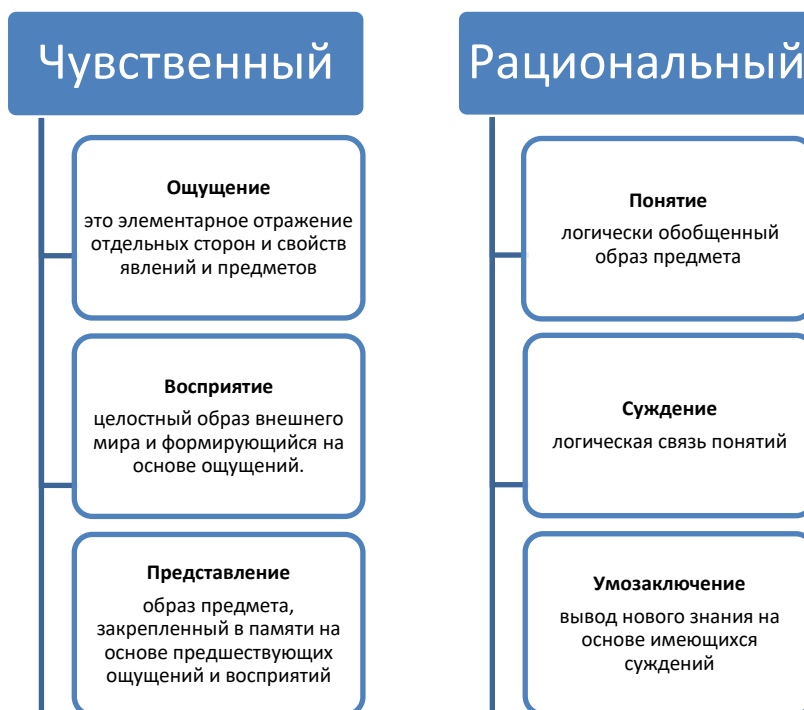 Чувственный
Ощущение
это элементарное отражение
отдельных сторон и свойств
явлений и предметов
Восприятие
целостный образ внешнего
мира и формирующийся на
основе ощущений.
Представление
образ предмета,
закрепленный в памяти на
основе предшествующих
ощущений и восприятий
Рациональный
Понятие
логически обобщенный
образ предмета
Суждение
логическая связь понятий
Умозаключение
вывод нового знания на
основе имеющихся
суждений